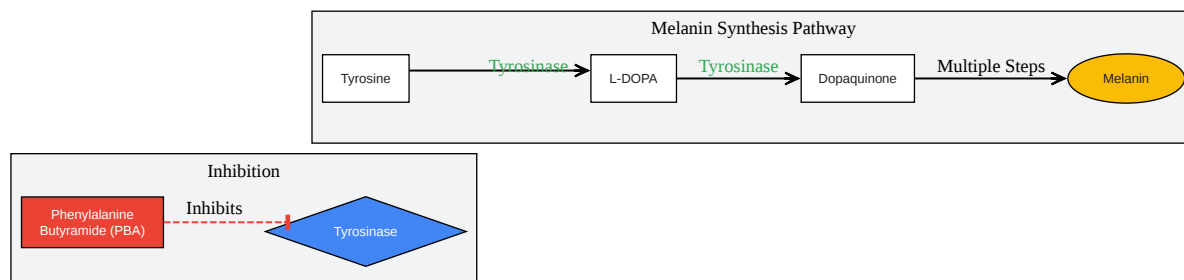 Melanin Synthesis Pathway
Tyrosine
Tyrosinase
L-DOPA
Tyrosinase
Dopaquinone
Multiple Steps
Melanin
Inhibition
Phenylalanine
Butyramide (PBA)
Inhibits
Tyrosinase